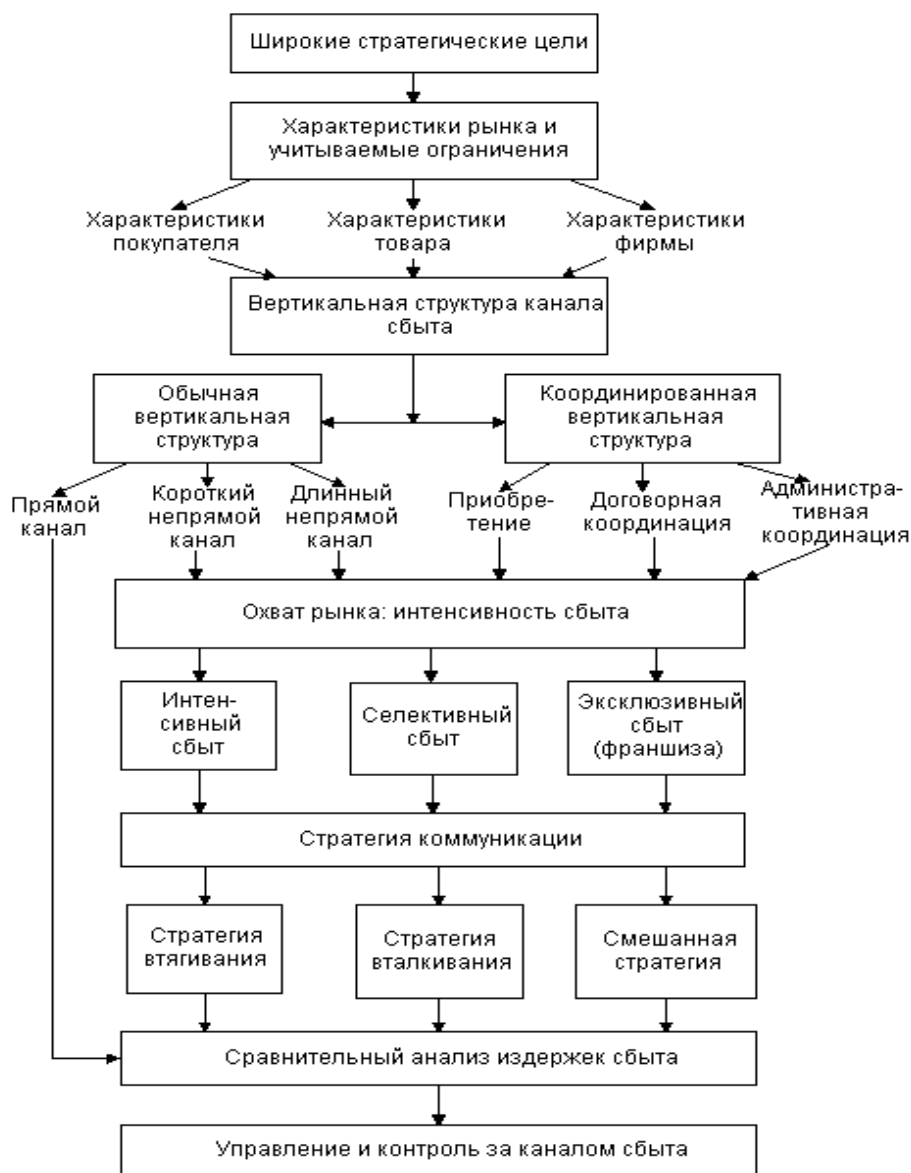 Широкие стратегические цели
Характеристики рынка и
учитываемые ограничения
Характеристики
покупателя
Характеристики
товара
Характеристики
фирмы
Вертикальная структура канала
сбыта
Обычная
вертикальная
структура
Координированная
вертикальная
структура
Прямой
канал
Короткий
непрямой
канал
Длинный
непрямой
канал
Приобре-
тение
Договорная
координация
Администра-
тивная
координация
Охват рынка: интенсивность сбыта
Интен-
сивный
сбыт
Селективный
сбыт
Эксклюзивный
сбыт
(франшиза)
Стратегия коммуникации
Стратегия
втягивания
Стратегия
вталкивания
Смешанная
стратегия
Сравнительный анализ издержек сбыта
Управление и контроль за каналом сбыта